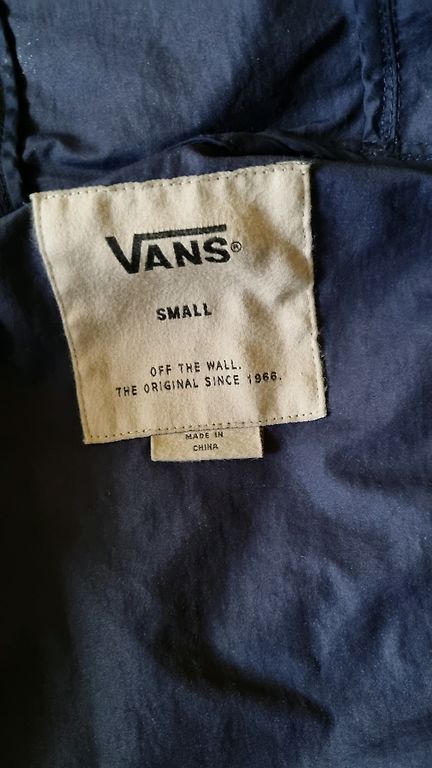 VANS®
SMALL
OFF THE WALL.
THE ORIGINAL SINCE 1966.
MADE IN
CHINA